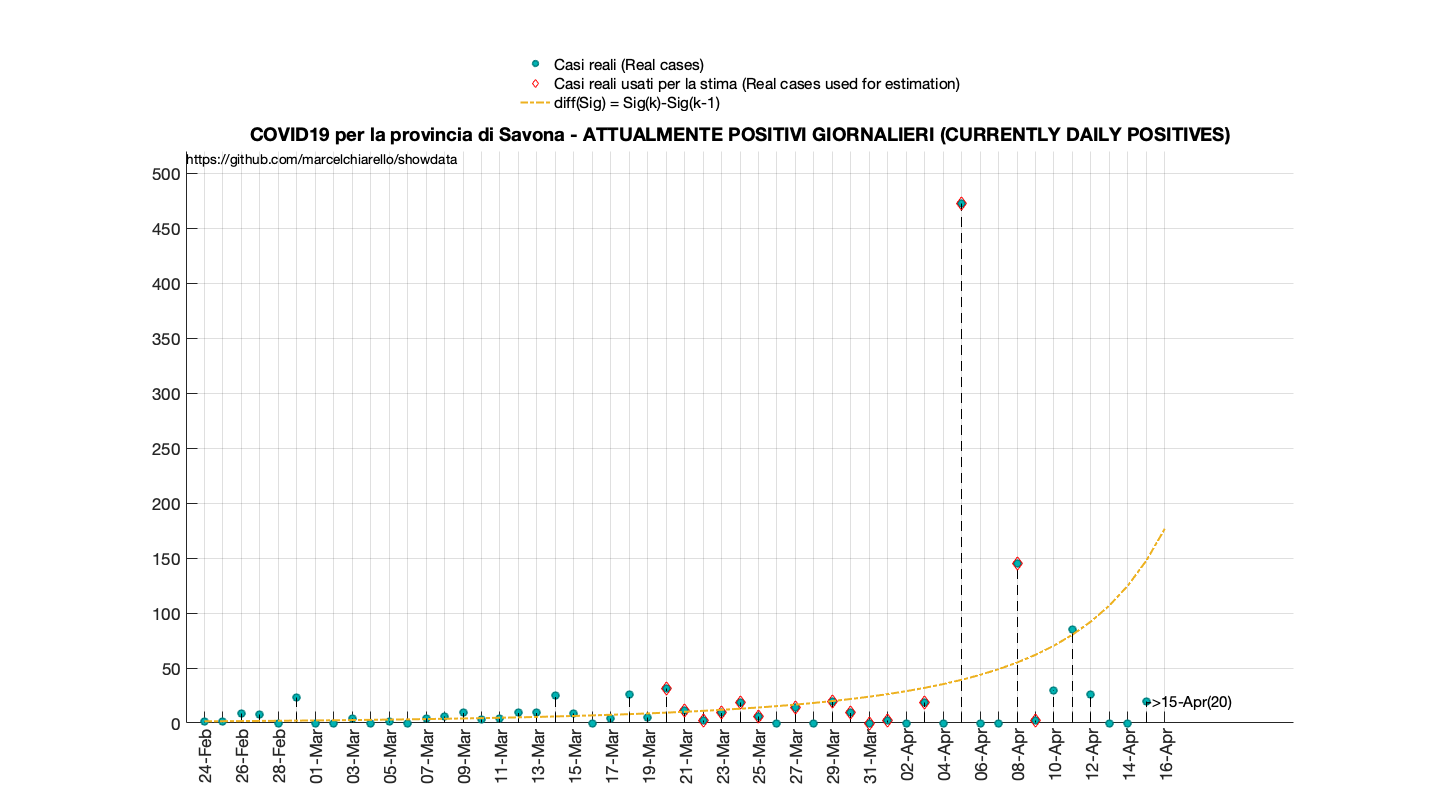 Casi reali (Real cases)
Casi reali usati per la stima (Real cases used for estimation)
diff(Sig) = Sig(k)-Sig(k-1)
COVID19 per la provincia di Savona - ATTUALMENTE POSITIVI GIORNALIERI (CURRENTLY DAILY POSITIVES)
https://github.com/marcelchiarello/showdata
500
450
400
350
300
250
200
150
100
50
0
>15-Apr(20)
24-Feb
26-Feb
28-Feb
01-Mar
03-Mar
05-Mar
07-Mar
09-Mar
11-Mar
13-Mar
15-Mar
17-Mar
19-Mar
21-Mar
23-Mar
25-Mar
27-Mar
29-Mar
31-Mar
02-Apr
04-Apr
06-Apr
08-Apr
10-Apr
12-Apr
14-Apr
16-Apr